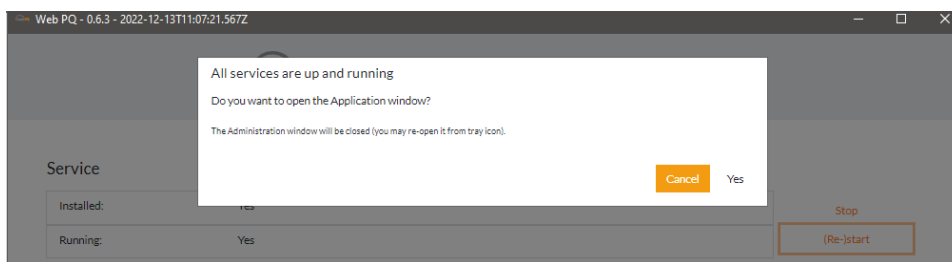 Web PQ - 0.6.3 - 2022-12-13T11:07:21.567Z
All services are up and running
Do you want to open the Application window?
The Administration window will be closed (you may re-open it from tray icon).
Cancel Yes
Service
Installed: Yes
Stop
Running: Yes
(Re-)start